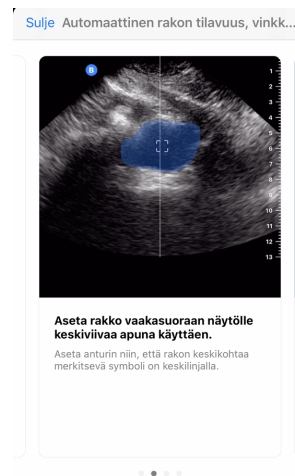 Sulje Automaattinen rakon tilavuus, vinkk...
B
1
2
3
4
5
6
7
8
9
10
11
12
13
Aseta rakko vaakasuoraan näytölle
keskiviivaa apuna käyttäen.
Aseta anturin niin, että rakon keskikohtaa
merkitsevä symboli on keskilinjalla.